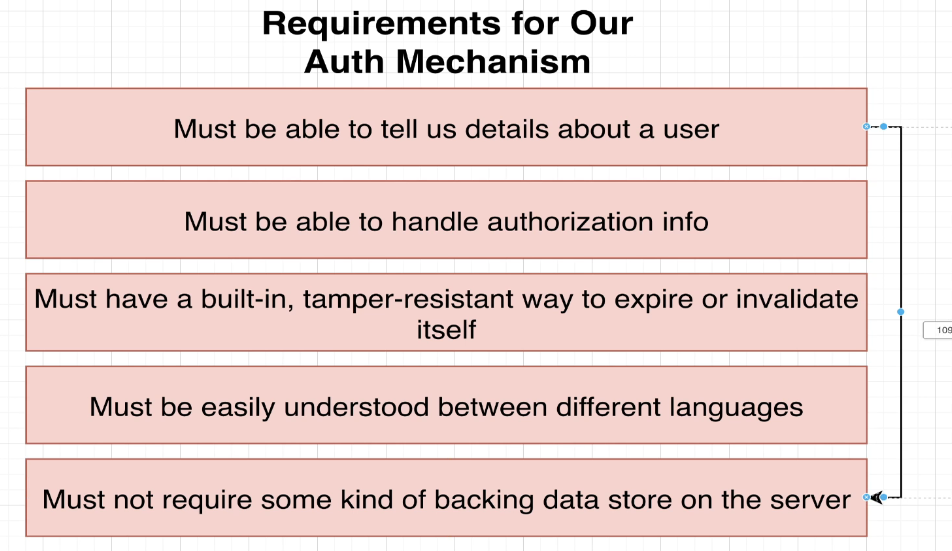 Requirements for Our
Auth Mechanism
Must be able to tell us details about a user
Must be able to handle authorization info
Must have a built-in, tamper-resistant way to expire or invalidate
itself
109
Must be easily understood between different languages
Must not require some kind of backing data store on the server